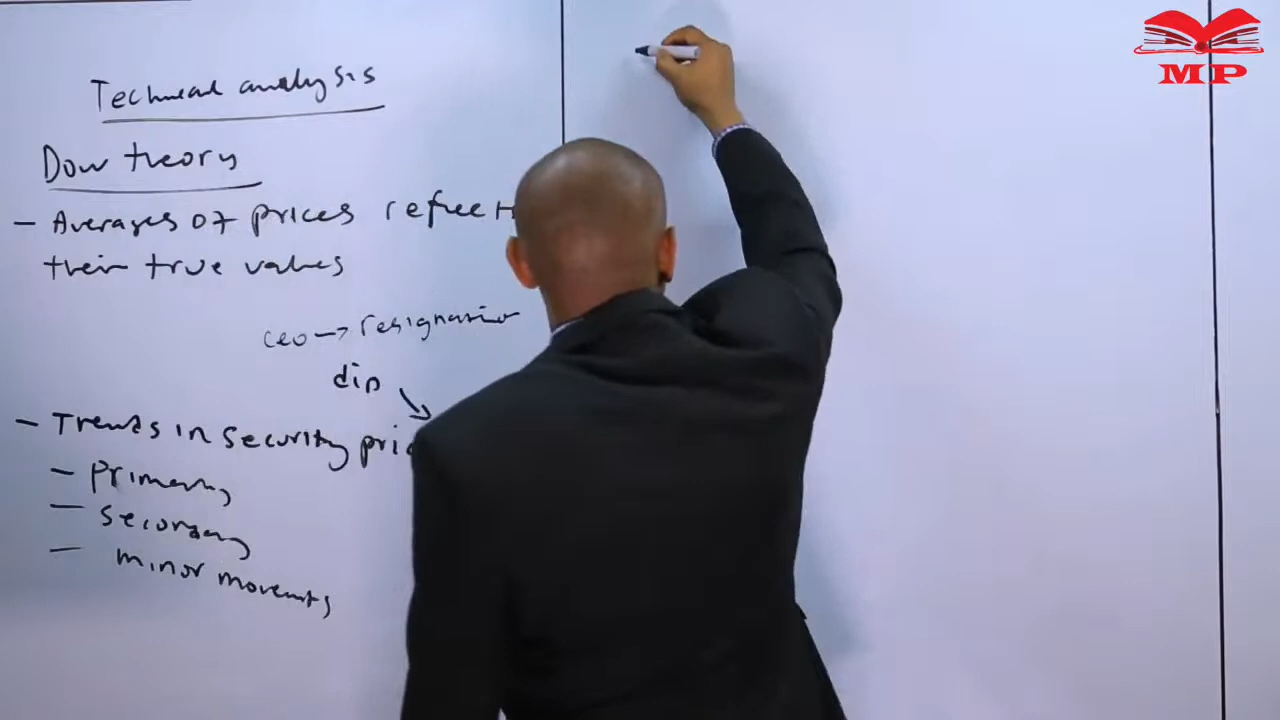 Technical analysis
Dow theory
- Averages of prices reflect
their true values
ceo → resignation
dip
- Trends in security pric
- Primary
- Secondary
- minor movements
MP